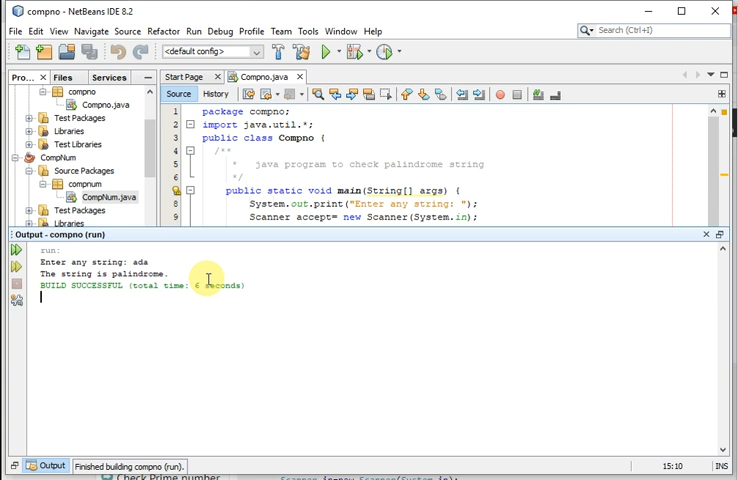 compno - NetBeans IDE 8.2
File Edit View Navigate Source Refactor Run Debug Profile Team Tools Window Help
Search (Ctrl+I)
<default config>
Pro... Files Services
Start Page Compno.java
Source History
compno
Compno.java
Test Packages
Libraries
Test Libraries
CompNum
Source Packages
compnum
CompNum.java
Test Packages
Libraries
1 package compno;
2 import java.util.*;
3 public class Compno {
4 /**
5 * java program to check palindrome string
6 */
public static void main(String[] args) {
8 System.out.print("Enter any string: ");
9 Scanner accept= new Scanner(System.in);
Output - compno (run)
run:
Enter any string: ada
The string is palindrome.
BUILD SUCCESSFUL (total time: 6 seconds)
Output Finished building compno (run). 15:10 INS
Check Prime number
Scanner in=new Scanner(System.in);